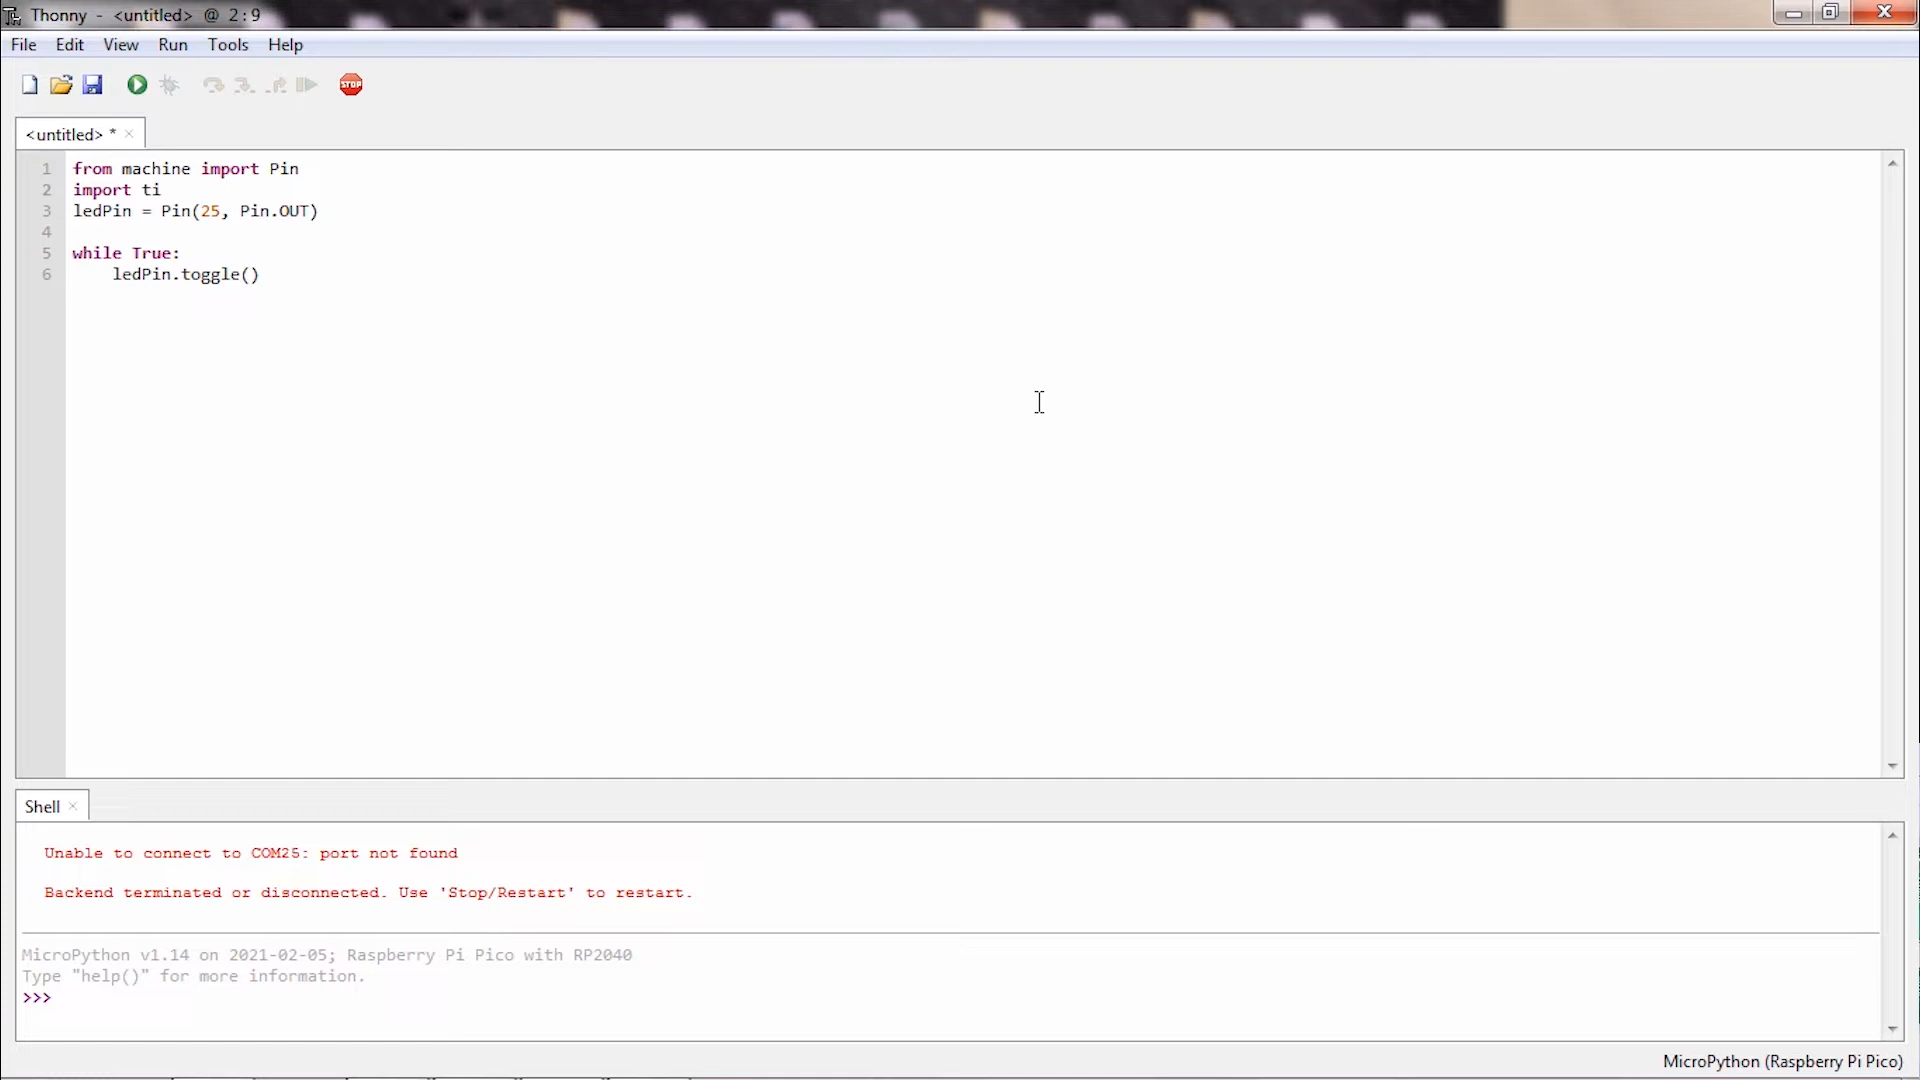 Thonny - <untitled> @ 2:9
File Edit View Run Tools Help
STOP
<untitled> *
1 from machine import Pin
2 import ti
3 ledPin = Pin(25, Pin.OUT)
4
5 while True:
6     ledPin.toggle()
Shell
Unable to connect to COM25: port not found
Backend terminated or disconnected. Use 'Stop/Restart' to restart.
MicroPython v1.14 on 2021-02-05; Raspberry Pi Pico with RP2040
Type "help()" for more information.
>>>
MicroPython (Raspberry Pi Pico)